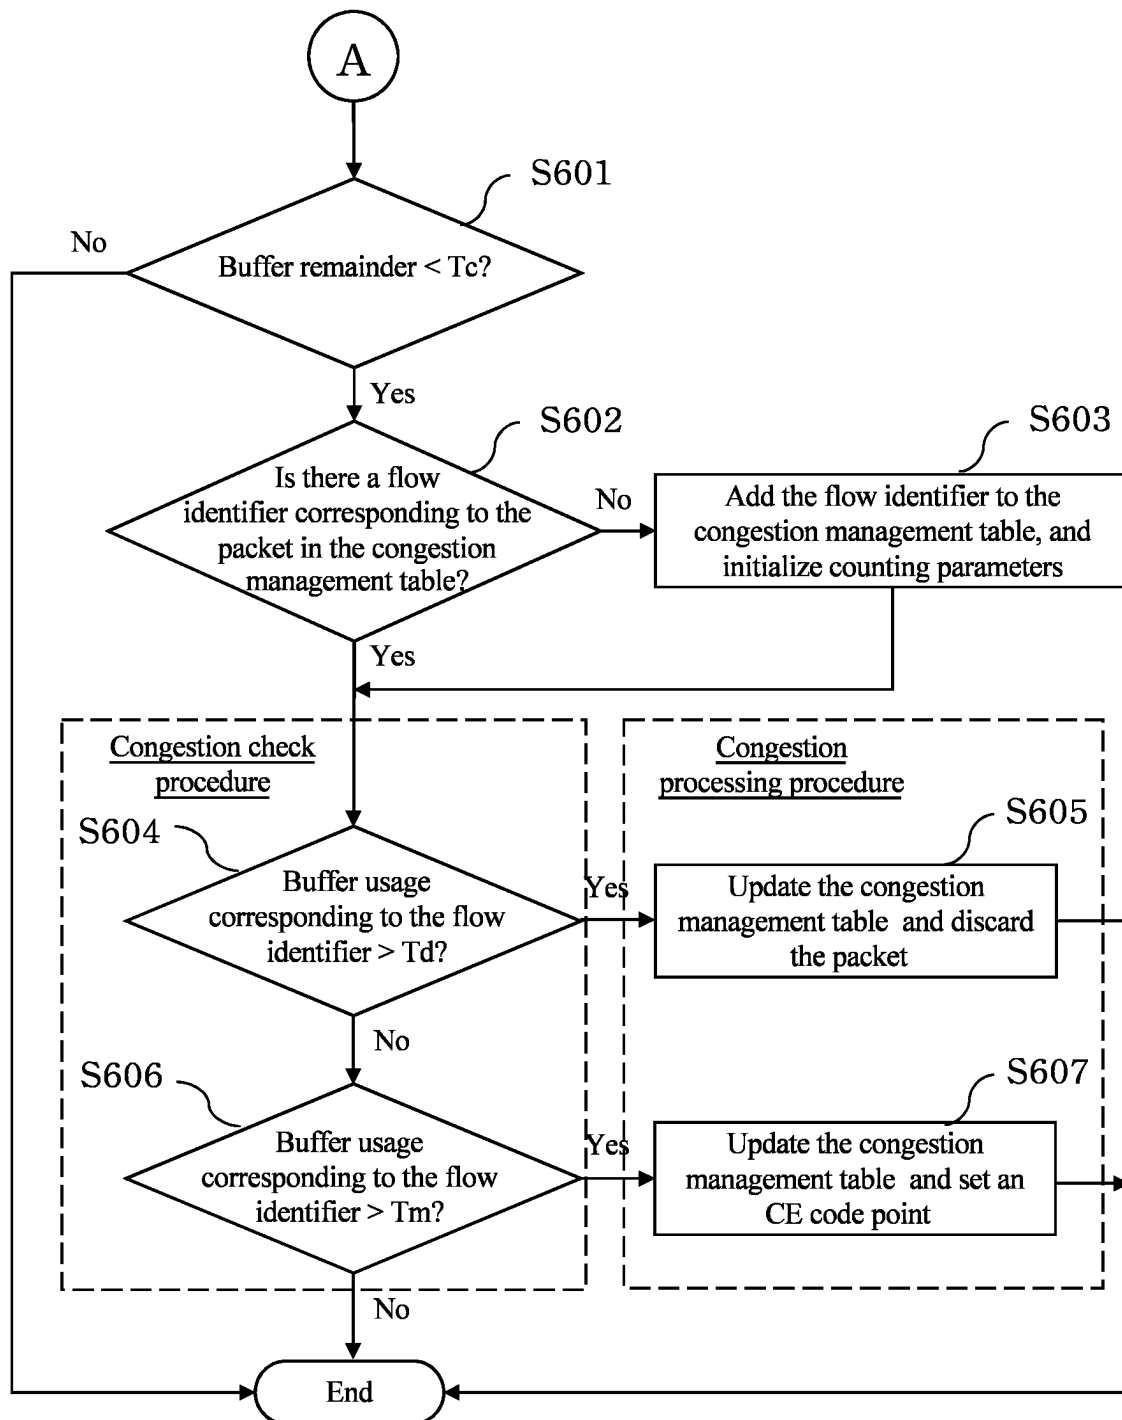 A
S601
No
Buffer remainder < Tc?
Yes
S602
S603
Is there a flow
identifier corresponding to the
packet in the congestion
management table?
No
Add the flow identifier to the
congestion management table, and
initialize counting parameters
Yes
Congestion check
procedure
Congestion
processing procedure
S604
S605
Buffer usage
corresponding to the flow
identifier > Td?
Yes
Update the congestion
management table and discard
the packet
No
S606
S607
Buffer usage
corresponding to the flow
identifier > Tm?
Yes
Update the congestion
management table and set an
CE code point
No
End